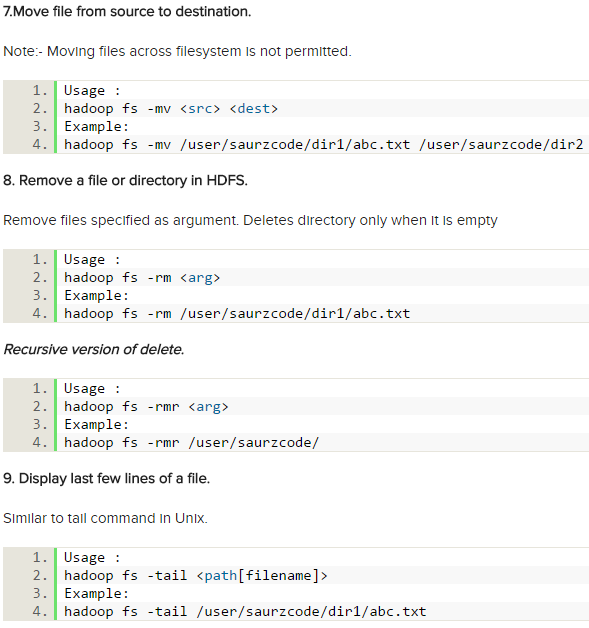 7.Move file from source to destination.
Note:- Moving files across filesystem is not permitted.
1. Usage :
2. hadoop fs -mv <src> <dest>
3. Example:
4. hadoop fs -mv /user/saurzcode/dir1/abc.txt /user/saurzcode/dir2
8. Remove a file or directory in HDFS.
Remove files specified as argument. Deletes directory only when it is empty
1. Usage :
2. hadoop fs -rm <arg>
3. Example:
4. hadoop fs -rm /user/saurzcode/dir1/abc.txt
Recursive version of delete.
1. Usage :
2. hadoop fs -rmr <arg>
3. Example:
4. hadoop fs -rmr /user/saurzcode/
9. Display last few lines of a file.
Similar to tail command in Unix.
1. Usage :
2. hadoop fs -tail <path[filename]>
3. Example:
4. hadoop fs -tail /user/saurzcode/dir1/abc.txt